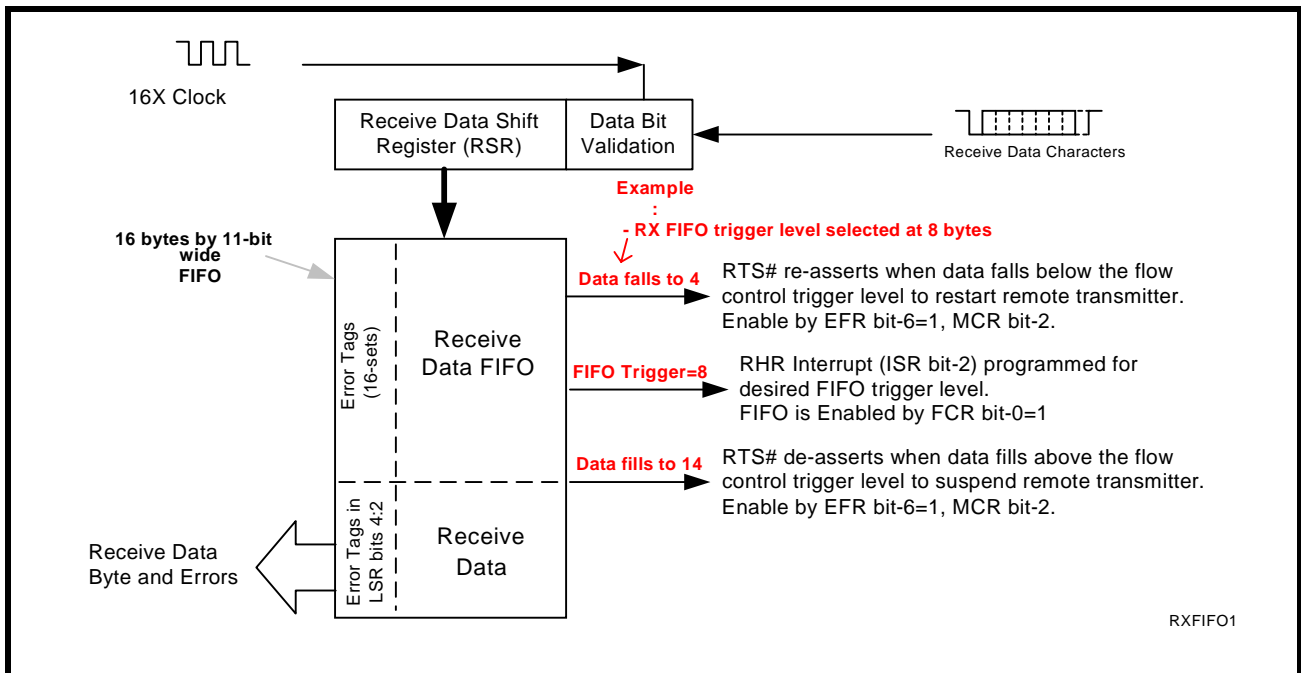 16X Clock
Receive Data Shift
Register (RSR)
Data Bit
Validation
Receive Data Characters
Example
:
- RX FIFO trigger level selected at 8 bytes
16 bytes by 11-bit
wide
FIFO
Data falls to 4
RTS# re-asserts when data falls below the flow
control trigger level to restart remote transmitter.
Enable by EFR bit-6=1, MCR bit-2.
Error Tags
(16-sets)
Receive
Data FIFO
FIFO Trigger=8
RHR Interrupt (ISR bit-2) programmed for
desired FIFO trigger level.
FIFO is Enabled by FCR bit-0=1
Data fills to 14
RTS# de-asserts when data fills above the flow
control trigger level to suspend remote transmitter.
Enable by EFR bit-6=1, MCR bit-2.
Receive Data
Byte and Errors
Error Tags in
LSR bits 4:2
Receive
Data
RXFIFO1